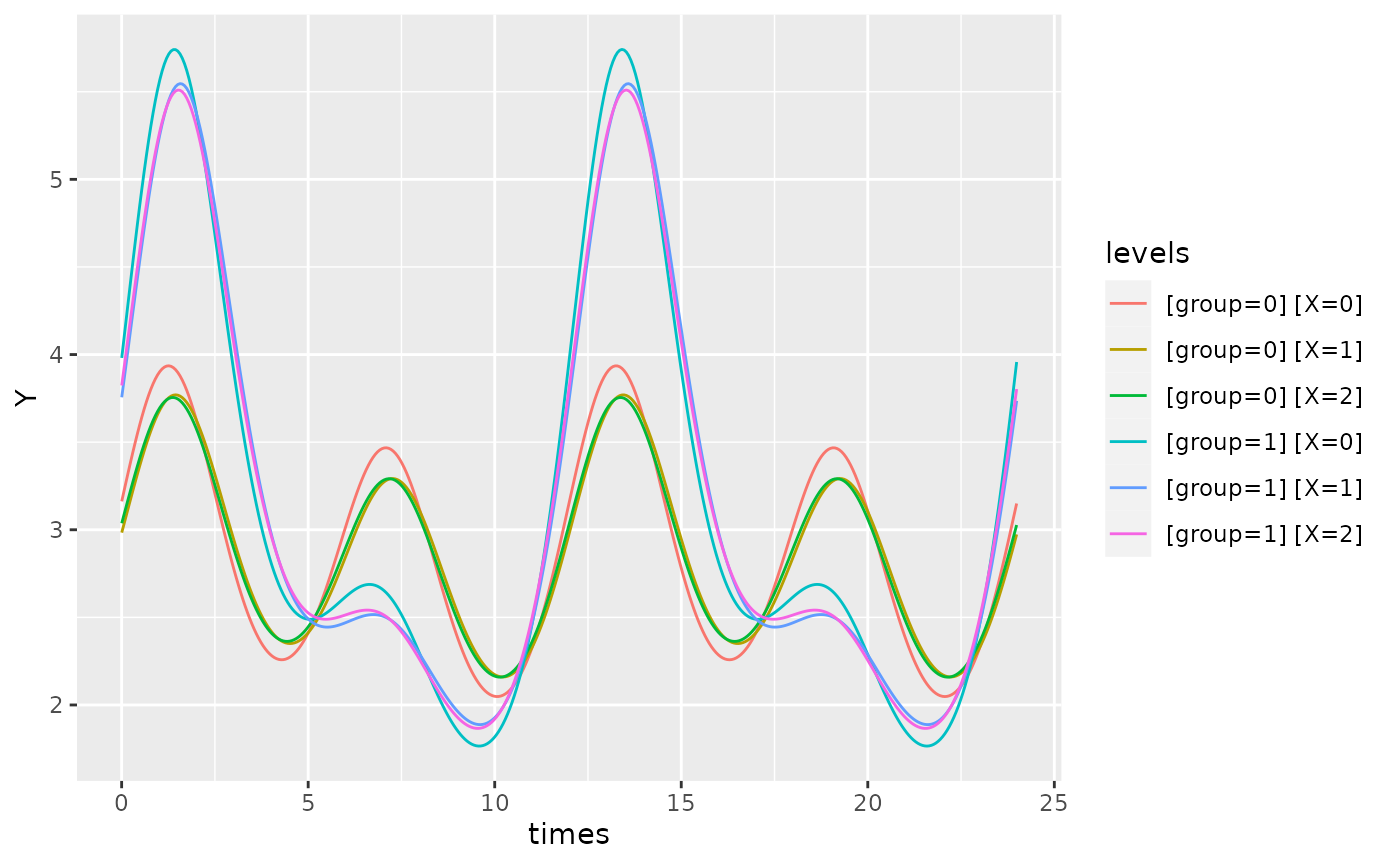 Y
5
4
3
2
0
5
10
15
20
25
times
levels
[group=0] [X=0]
[group=0] [X=1]
[group=0] [X=2]
[group=1] [X=0]
[group=1] [X=1]
[group=1] [X=2]